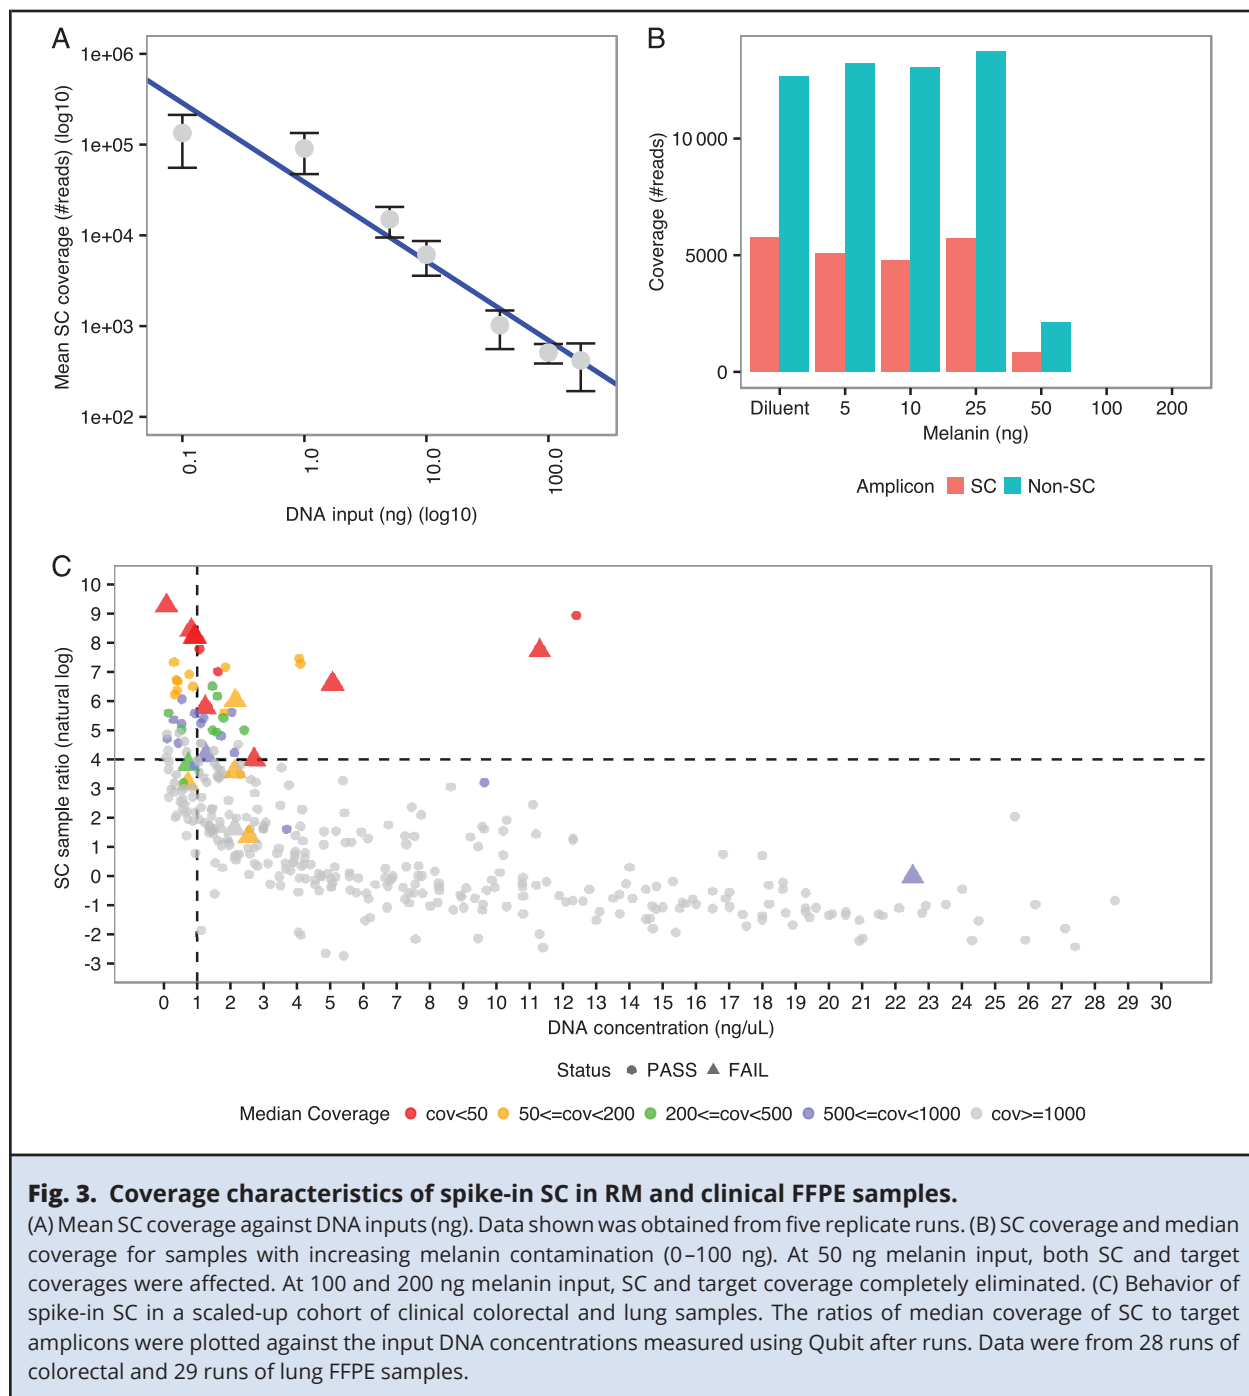 A
1e+06
1e+05
1e+04
1e+03
1e+02
Mean SC coverage (#reads) (log10)
0.1
1.0
10.0
100.0
DNA input (ng) (log10)
B
10 000
5000
0
Coverage (#reads)
Diluent 5 10 25 50 100 200
Melanin (ng)
Amplicon SC Non-SC
C
10
9
8
7
6
5
4
3
2
1
0
-1
-2
-3
SC sample ratio (natural log)
0 1 2 3 4 5 6 7 8 9 10 11 12 13 14 15 16 17 18 19 20 21 22 23 24 25 26 27 28 29 30
DNA concentration (ng/uL)
Status PASS FAIL
Median Coverage cov<50 50<=cov<200 200<=cov<500 500<=cov<1000 cov>=1000
Fig. 3. Coverage characteristics of spike-in SC in RM and clinical FFPE samples.
(A) Mean SC coverage against DNA inputs (ng). Data shown was obtained from five replicate runs. (B) SC coverage and median
coverage for samples with increasing melanin contamination (0–100 ng). At 50 ng melanin input, both SC and target
coverages were affected. At 100 and 200 ng melanin input, SC and target coverage completely eliminated. (C) Behavior of
spike-in SC in a scaled-up cohort of clinical colorectal and lung samples. The ratios of median coverage of SC to target
amplicons were plotted against the input DNA concentrations measured using Qubit after runs. Data were from 28 runs of
colorectal and 29 runs of lung FFPE samples.